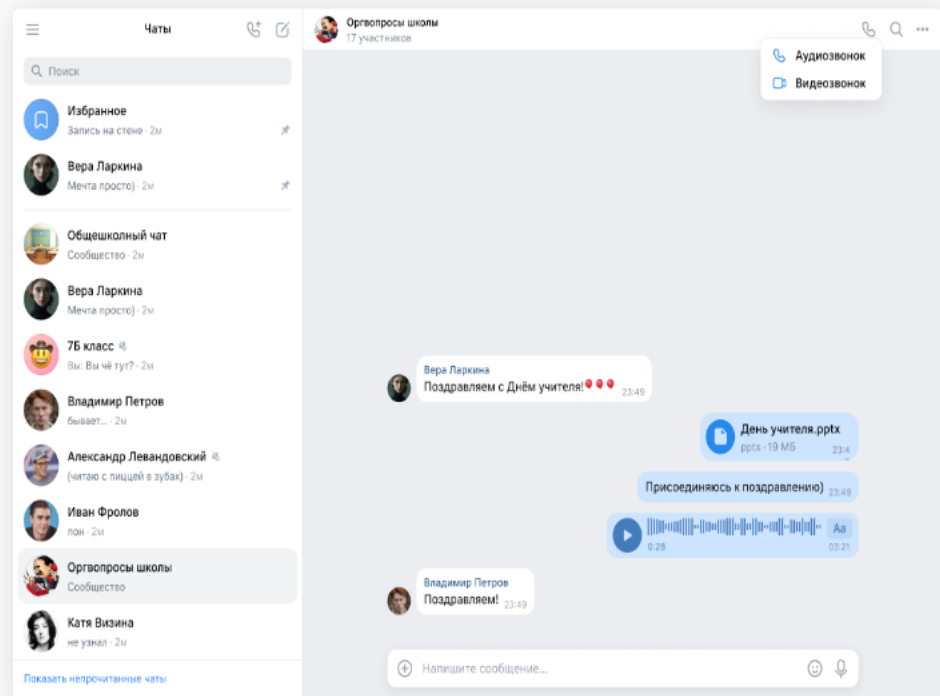 Чаты
Поиск
Избранное
Запись на стене · 2м
Вера Ларкина
Мечта просто) · 2м
Общешкольный чат
Сообщество · 2м
Вера Ларкина
Мечта просто) · 2м
7Б класс
Вы: Вы чё тут? · 2м
Владимир Петров
бывает... · 2м
Александр Левандовский
(читаю с пиццей в зубах) · 2м
Иван Фролов
пон · 2м
Оргвопросы школы
Сообщество
Катя Визина
не узнал · 2м
Показать непрочитанные чаты
Оргвопросы школы
17 участников
Аудиозвонок
Видеозвонок
Вера Ларкина
Поздравляем с Днём учителя!🎈🎈🎈 23:49
День учителя.pptx
pptx · 19 МБ 23:4
Присоединяюсь к поздравлению) 23:49
Aa
0:28 03:21
Владимир Петров
Поздравляем! 23:49
Напишите сообщение...